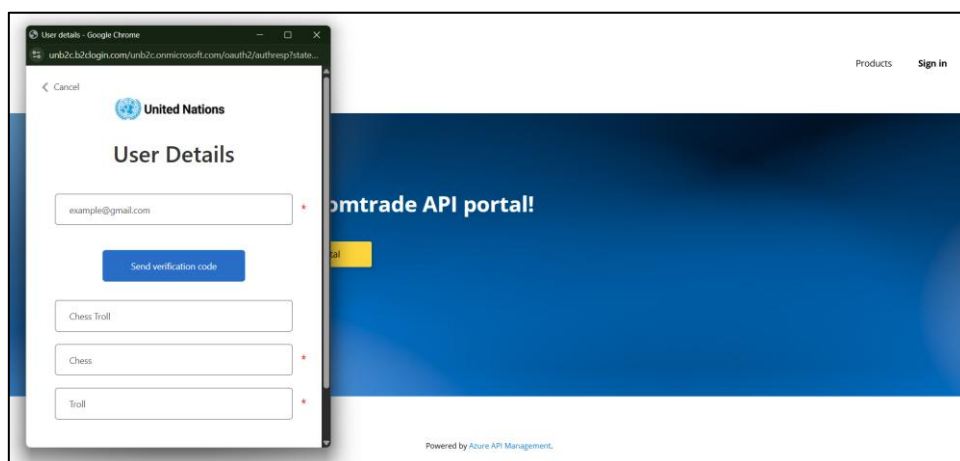 User details - Google Chrome
unb2c.b2clogin.com/unb2c.onmicrosoft.com/oauth2/authresp?state...
Cancel
United Nations
User Details
example@gmail.com
*
Send verification code
Chess Troll
Chess
*
Troll
*
Products Sign in
omtrade API portal!
tal
Powered by Azure API Management.